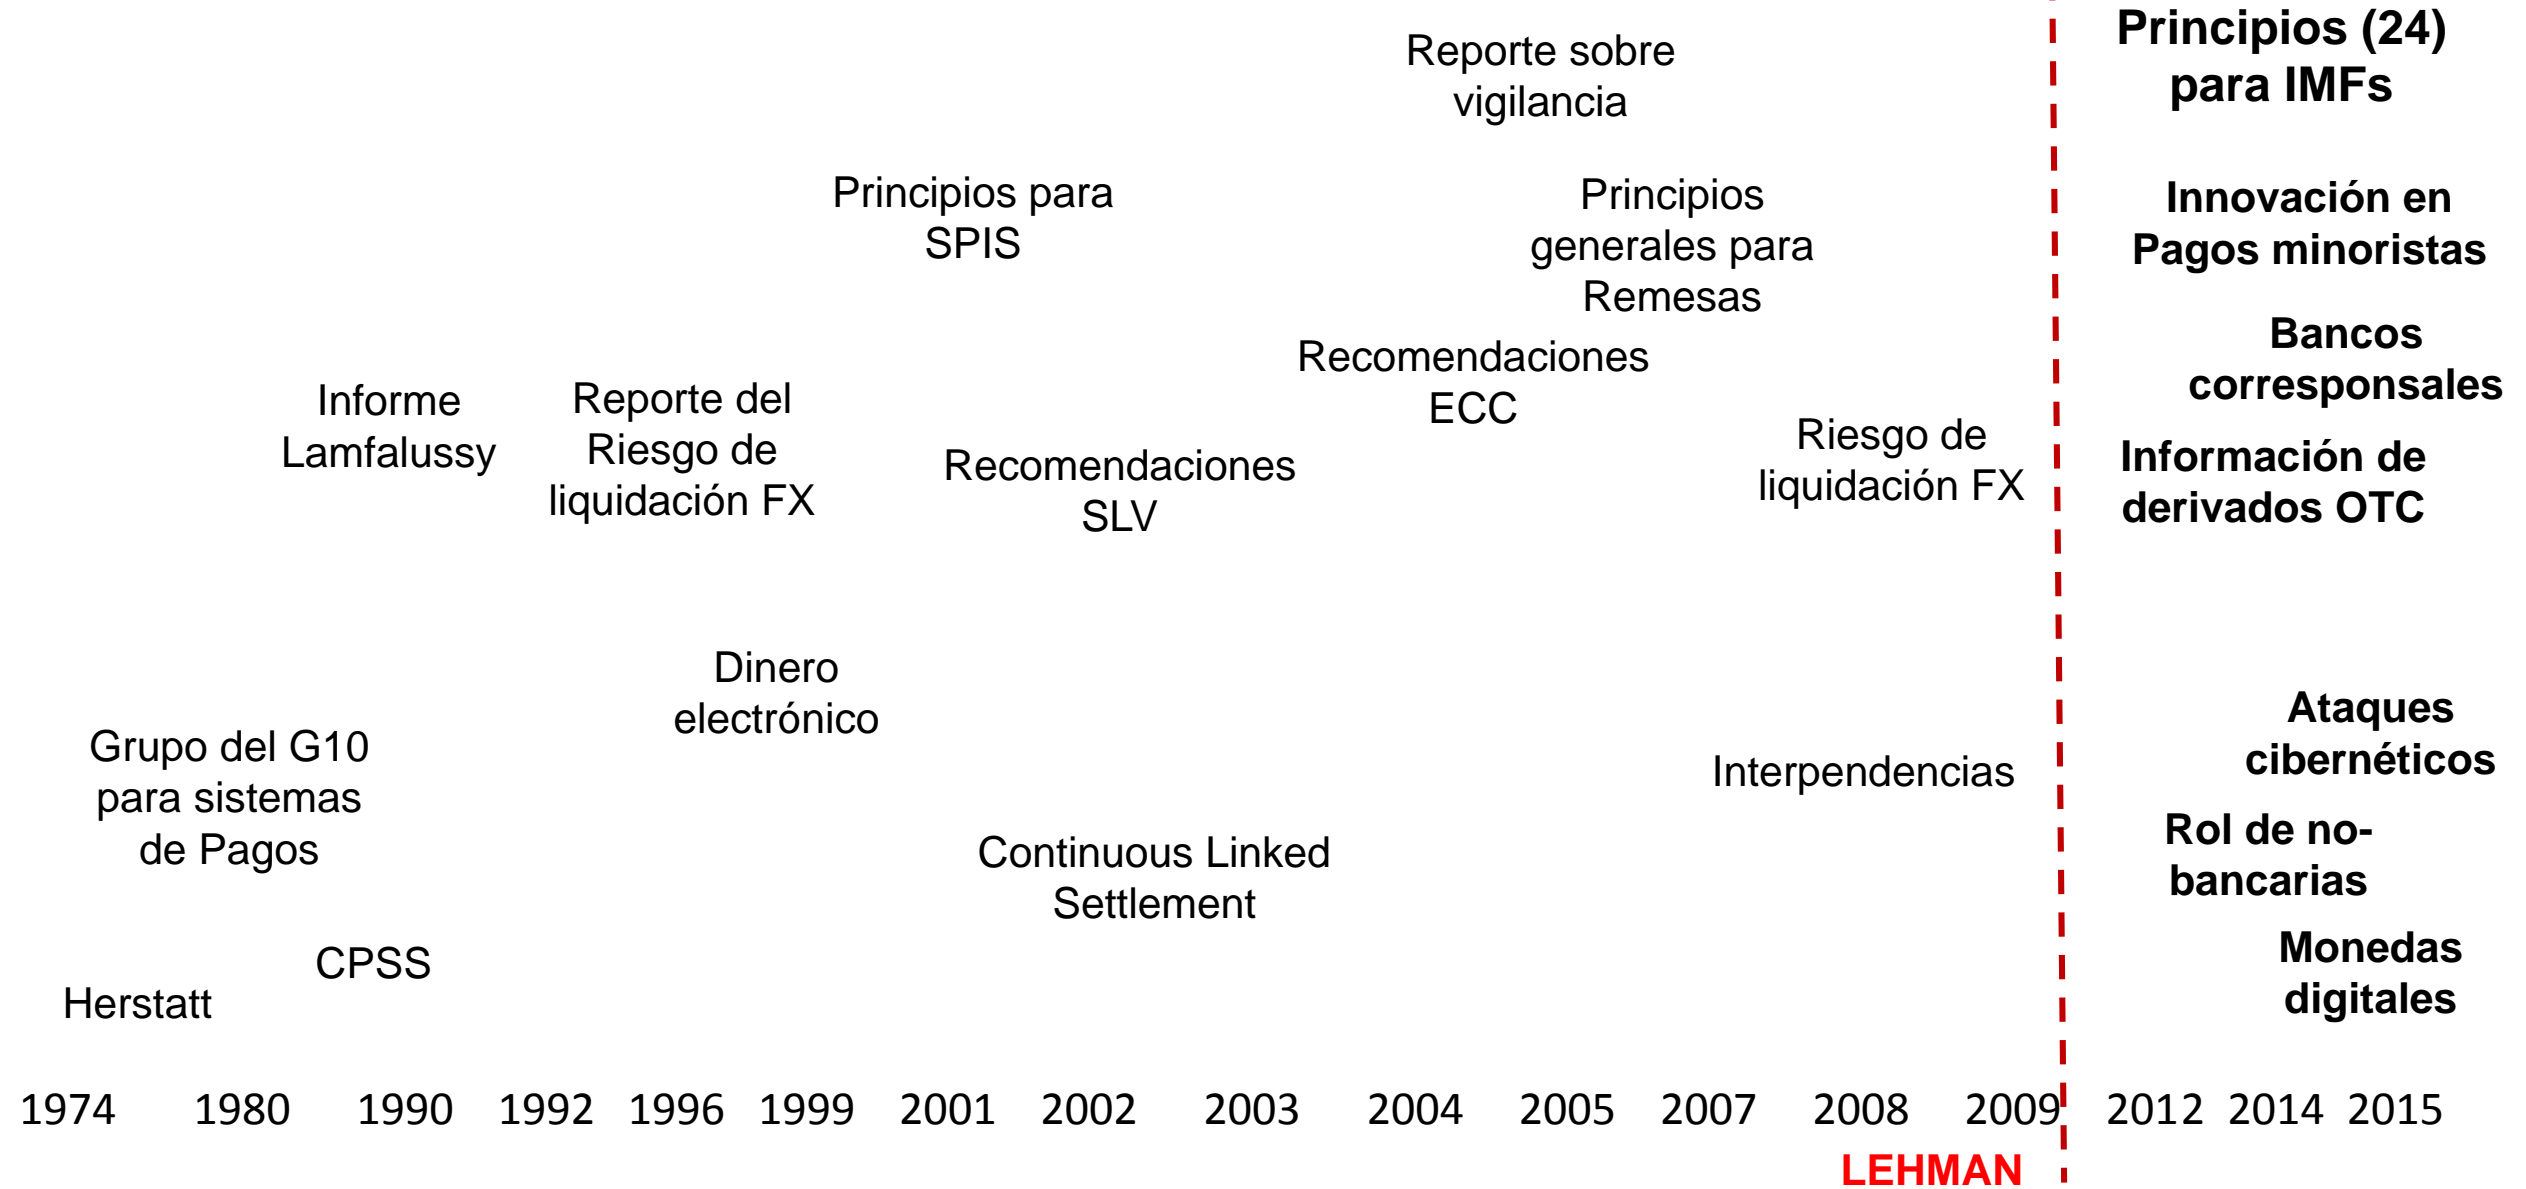 Principios (24)
para IMFs
Reporte sobre
vigilancia
Principios para
SPIS
Principios
generales para
Remesas
Innovación en
Pagos minoristas
Bancos
corresponsales
Recomendaciones
ECC
Informe
Lamfalussy
Reporte del
Riesgo de
liquidación FX
Recomendaciones
SLV
Riesgo de
liquidación FX
Información de
derivados OTC
Dinero
electrónico
Grupo del G10
para sistemas
de Pagos
Interpendencias
Ataques
cibernéticos
Continuous Linked
Settlement
Rol de no-
bancarias
CPSS
Herstatt
Monedas
digitales
1974 1980 1990 1992 1996 1999 2001 2002 2003 2004 2005 2007 2008 2009 2012 2014 2015
LEHMAN